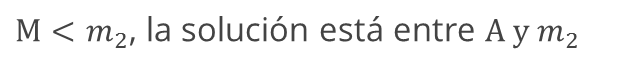 M < m₂, la solución está entre A y m₂